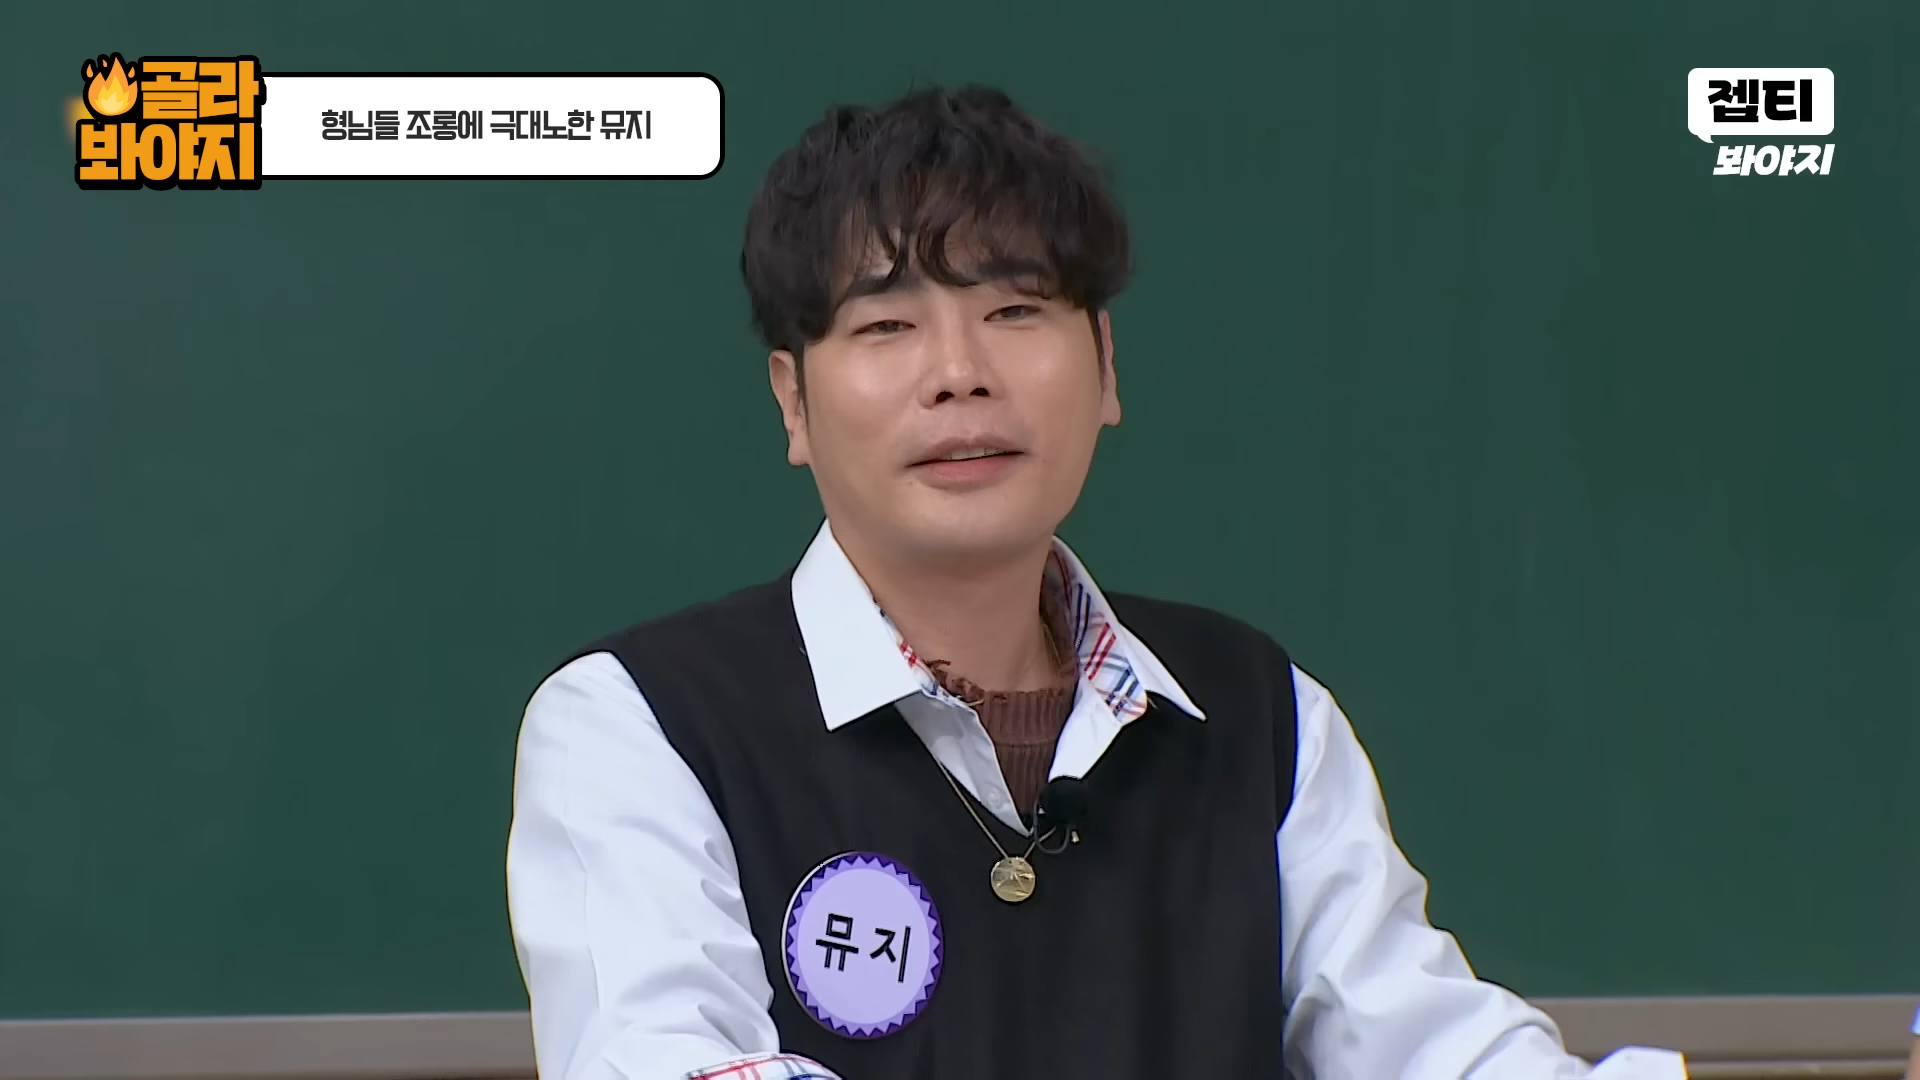 골라
봐야지
형님들 조롱에 극대노한 뮤지
젭티
봐야지
뮤지